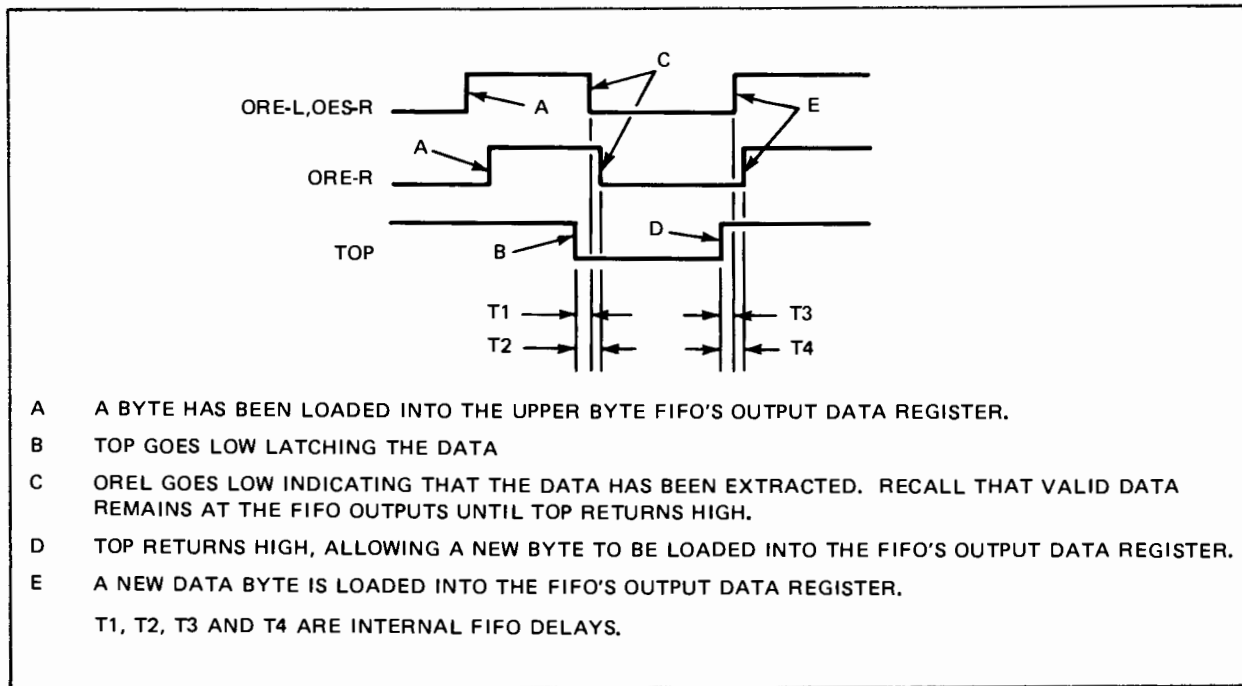 C
ORE-L,OES-R
A
E
A
ORE-R
D
B
TOP
T1
T3
T2
T4
A A BYTE HAS BEEN LOADED INTO THE UPPER BYTE FIFO'S OUTPUT DATA REGISTER.
B TOP GOES LOW LATCHING THE DATA
C OREL GOES LOW INDICATING THAT THE DATA HAS BEEN EXTRACTED. RECALL THAT VALID DATA
REMAINS AT THE FIFO OUTPUTS UNTIL TOP RETURNS HIGH.
D TOP RETURNS HIGH, ALLOWING A NEW BYTE TO BE LOADED INTO THE FIFO'S OUTPUT DATA REGISTER.
E A NEW DATA BYTE IS LOADED INTO THE FIFO'S OUTPUT DATA REGISTER.
T1, T2, T3 AND T4 ARE INTERNAL FIFO DELAYS.